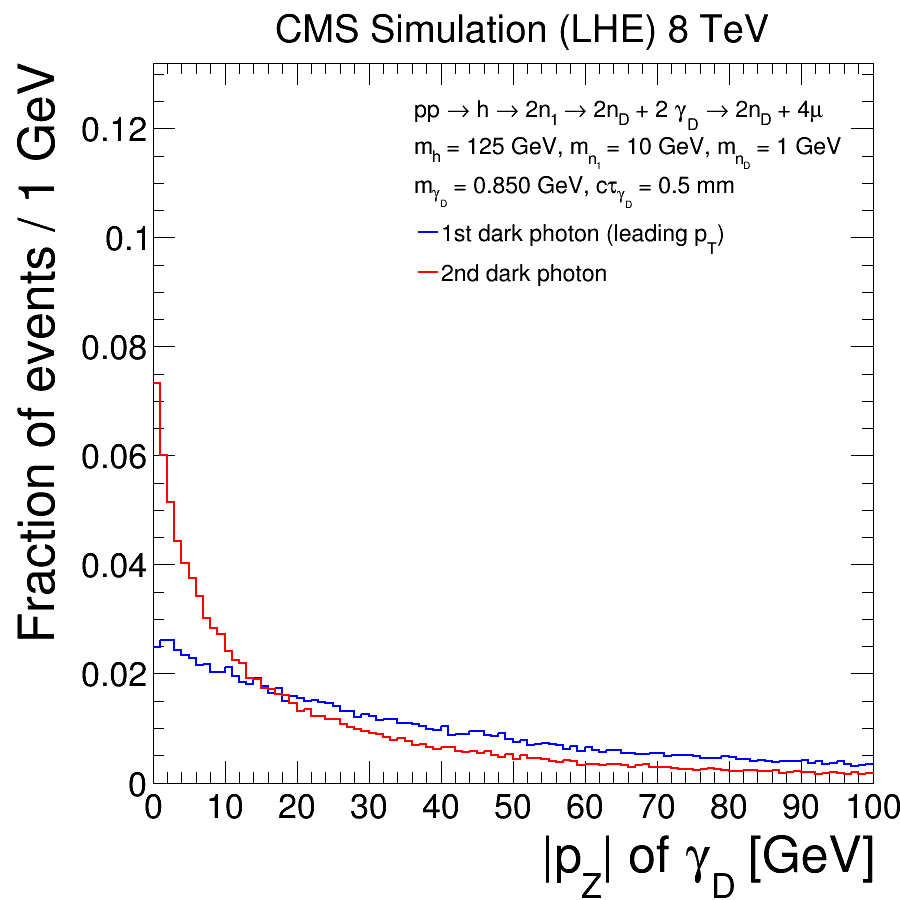 CMS Simulation (LHE) 8 TeV
Fraction of events / 1 GeV
pp → h → 2n1 → 2nD + 2 γD → 2nD + 4μ
mh = 125 GeV, mn1 = 10 GeV, mnD = 1 GeV
mγD = 0.850 GeV, cτγD = 0.5 mm
1st dark photon (leading pT)
2nd dark photon
0.12
0.1
0.08
0.06
0.04
0.02
0
0 10 20 30 40 50 60 70 80 90 100
|pZ| of γD [GeV]